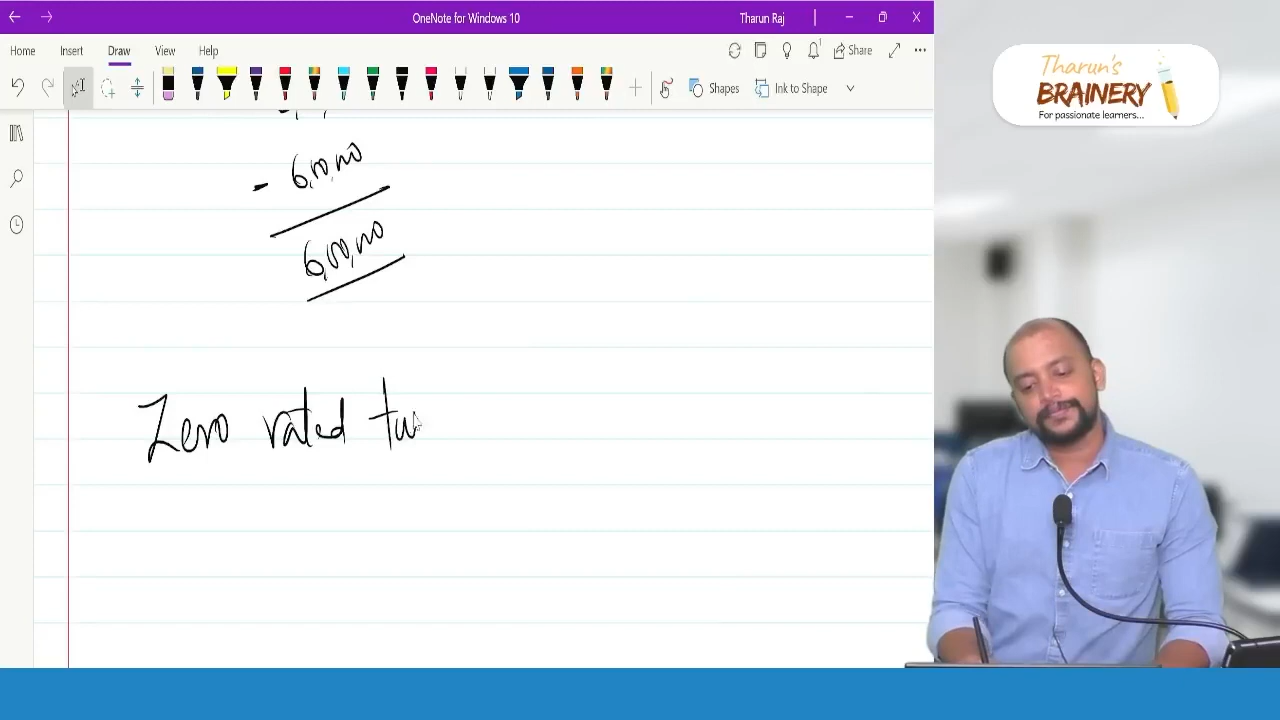 OneNote for Windows 10
Tharun Raj
Home Insert Draw View Help
Share
Shapes
Ink to Shape
Tharun's
BRAINERY
For passionate learners...
- 6,00,000
6,00,000
Zero rated tu